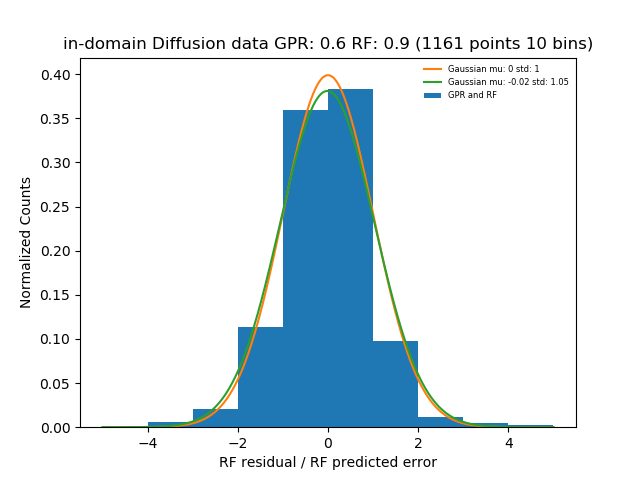 in-domain Diffusion data GPR: 0.6 RF: 0.9 (1161 points 10 bins)
Gaussian mu: 0 std: 1
Gaussian mu: -0.02 std: 1.05
GPR and RF
Normalized Counts
0.40
0.35
0.30
0.25
0.20
0.15
0.10
0.05
0.00
−4 −2 0 2 4
RF residual / RF predicted error